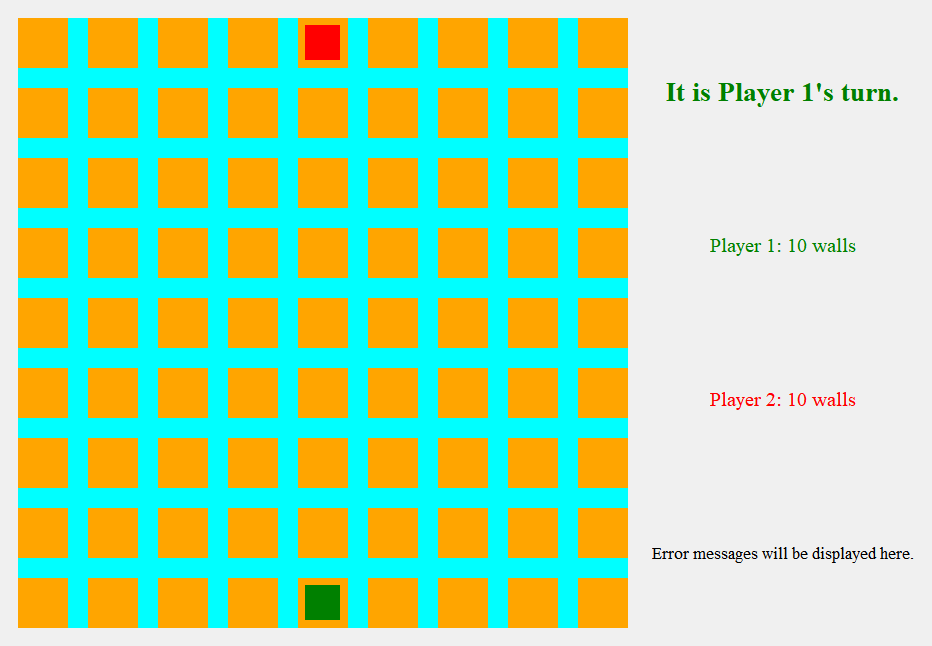 It is Player 1's turn.
Player 1: 10 walls
Player 2: 10 walls
Error messages will be displayed here.